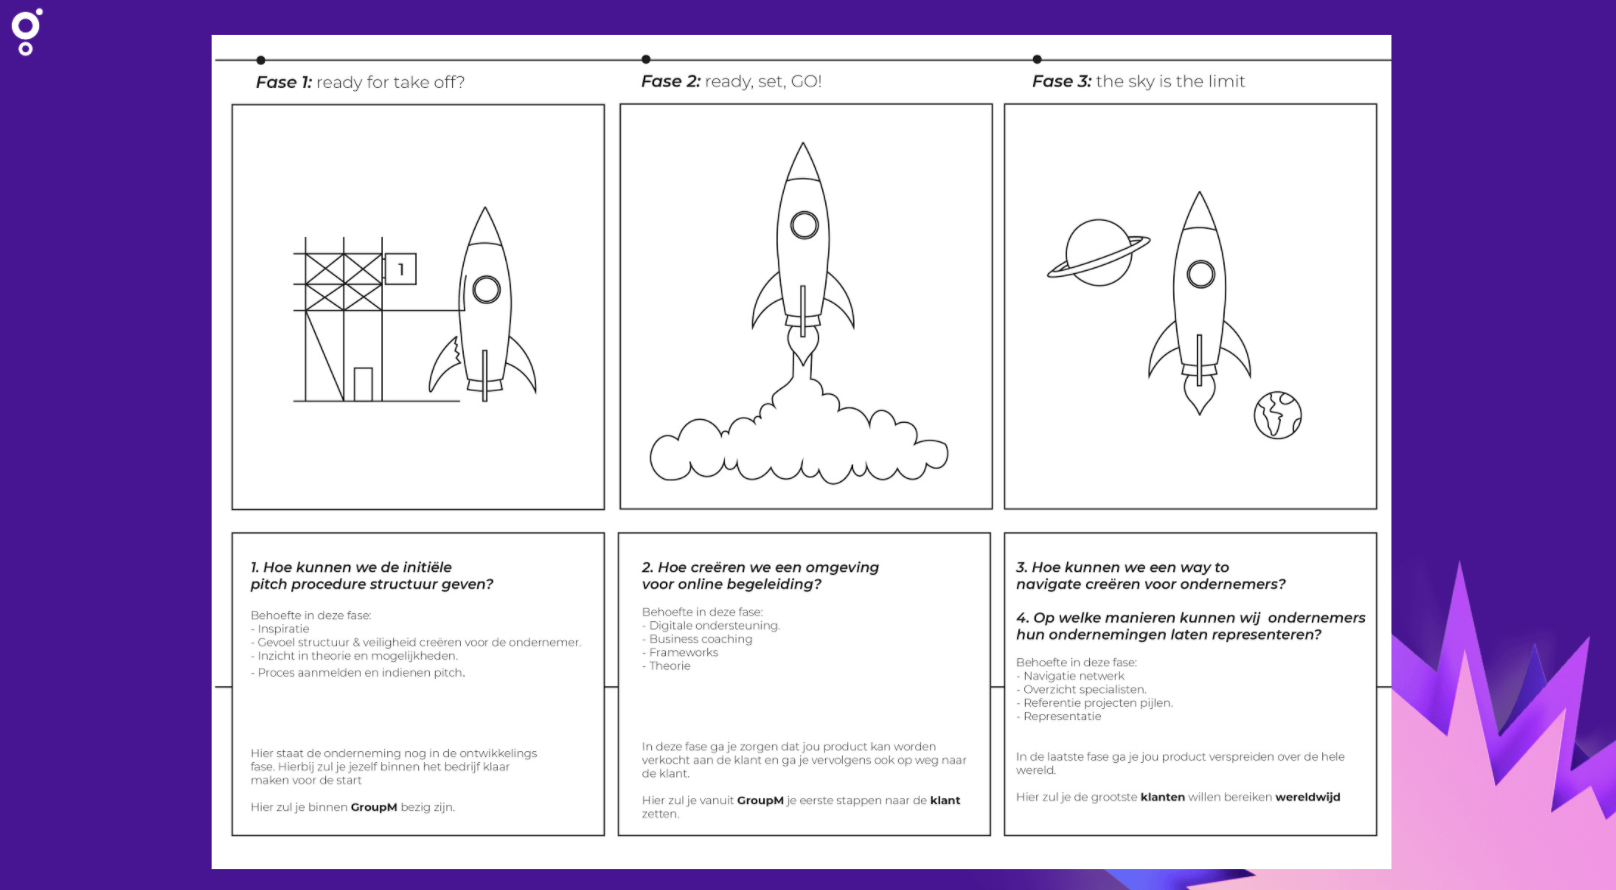 Fase 1: ready for take off?
Fase 2: ready, set, GO!
Fase 3: the sky is the limit
1
1. Hoe kunnen we de initiële
pitch procedure structuur geven?
Behoefte in deze fase:
- Inspiratie
- Gevoel structuur & veiligheid creëren voor de ondernemer.
- Inzicht in theorie en mogelijkheden.
- Proces aanmelden en indienen pitch.
Hier staat de onderneming nog in de ontwikkelings
fase. Hierbij zul je jezelf binnen het bedrijf klaar
maken voor de start
Hier zul je binnen GroupM bezig zijn.
2. Hoe creëren we een omgeving
voor online begeleiding?
Behoefte in deze fase:
- Digitale ondersteuning.
- Business coaching
- Frameworks
- Theorie
In deze fase ga je zorgen dat jou product kan worden
verkocht aan de klant en ga je vervolgens ook op weg naar
de klant.
Hier zul je vanuit GroupM je eerste stappen naar de klant
zetten.
3. Hoe kunnen we een way to
navigate creëren voor ondernemers?
4. Op welke manieren kunnen wij ondernemers
hun ondernemingen laten representeren?
Behoefte in deze fase:
- Navigatie netwerk
- Overzicht specialisten.
- Referentie projecten pijlen.
- Representatie
In de laatste fase ga je jou product verspreiden over de hele
wereld.
Hier zul je de grootste klanten willen bereiken wereldwijd